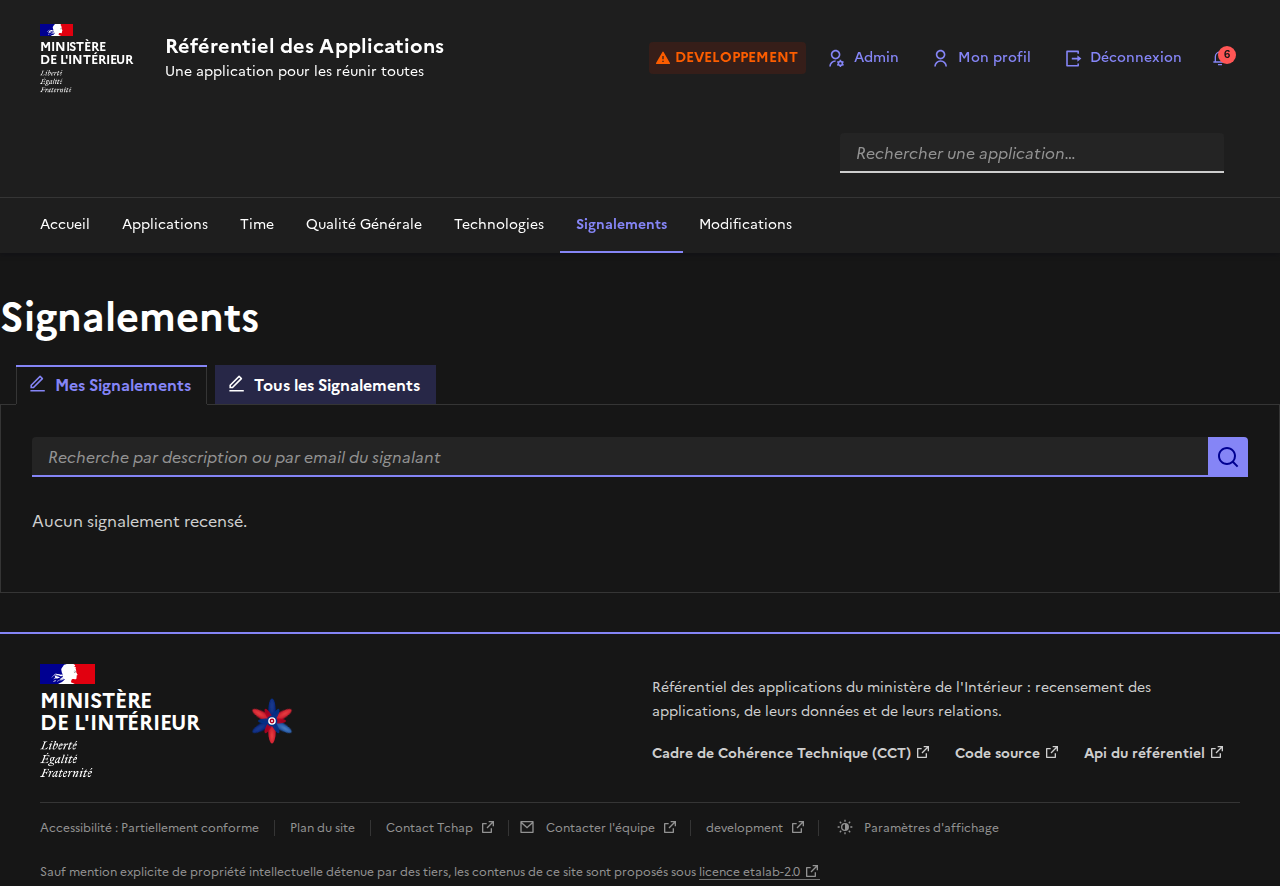 MINISTÈRE
DE L'INTÉRIEUR
Liberté
Égalité
Fraternité
Référentiel des Applications
Une application pour les réunir toutes
DEVELOPPEMENT
Admin
Mon profil
Déconnexion
6
Rechercher une application…
Accueil
Applications
Time
Qualité Générale
Technologies
Signalements
Modifications
Signalements
Mes Signalements
Tous les Signalements
Recherche par description ou par email du signalant
Aucun signalement recensé.
MINISTÈRE
DE L'INTÉRIEUR
Liberté
Égalité
Fraternité
Référentiel des applications du ministère de l'Intérieur : recensement des
applications, de leurs données et de leurs relations.
Cadre de Cohérence Technique (CCT)
Code source
Api du référentiel
Accessibilité : Partiellement conforme
Plan du site
Contact Tchap
Contacter l'équipe
development
Paramètres d'affichage
Sauf mention explicite de propriété intellectuelle détenue par des tiers, les contenus de ce site sont proposés sous licence etalab-2.0